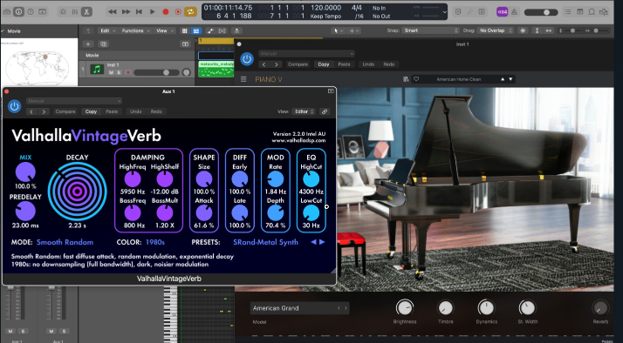 01:00:11:14.75
6 4 1 188
1 1 1 1
7 1 1 1
120.0000
Keep Tempo
4/4
/16
No In
No Out
Movie
Edit
Functions
View
Snap: Smart
Drag: No Overlap
Movie
Inst 1
Inst 1
Manual
Compare
Copy
Paste
Undo
Redo
PIANO V
American Home Clean
Aux 1
Manual
Compare
Copy
Paste
Undo
Redo
View: Editor
ValhallaVintageVerb
Version 2.2.0 Intel AU
www.valhalladsp.com
MIX
100.0 %
PREDELAY
23.00 ms
DECAY
2.23 s
DAMPING
HighFreq
HighShelf
5950 Hz
-12.00 dB
BassFreq
BassMult
800 Hz
1.20 X
SHAPE
Size
100.0 %
Attack
61.6 %
DIFF
Early
100.0 %
Late
100.0 %
MOD
Rate
1.84 Hz
Depth
70.4 %
EQ
HighCut
4300 Hz
LowCut
30 Hz
MODE: Smooth Random
COLOR: 1980s
PRESETS: SRand-Metal Synth
Smooth Random: fast diffuse attack, random modulation, exponential decay
1980s: no downsampling (full bandwidth), dark, noisier modulation
ValhallaVintageVerb
American Grand
Model
Brightness
Timbre
Dynamics
St. Width
Reverb
M S
M S